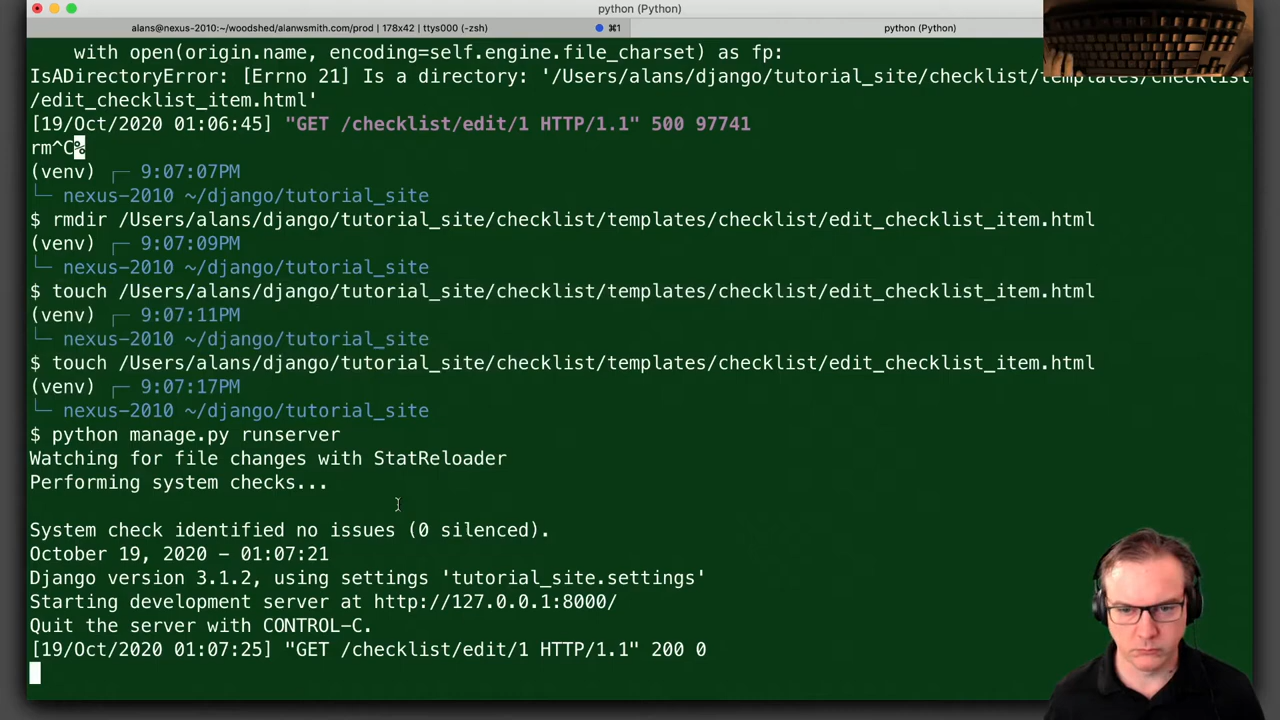 python (Python)
alans@nexus-2010:~/woodshed/alanwsmith.com/prod | 178x42 | ttys000 (-zsh)
⌘1
python (Python)
with open(origin.name, encoding=self.engine.file_charset) as fp:
IsADirectoryError: [Errno 21] Is a directory: '/Users/alans/django/tutorial_site/checklist/templates/checklist
/edit_checklist_item.html'
[19/Oct/2020 01:06:45] "GET /checklist/edit/1 HTTP/1.1" 500 97741
rm^C%
(venv) ┌─ 9:07:07PM
└─ nexus-2010 ~/django/tutorial_site
$ rmdir /Users/alans/django/tutorial_site/checklist/templates/checklist/edit_checklist_item.html
(venv) ┌─ 9:07:09PM
└─ nexus-2010 ~/django/tutorial_site
$ touch /Users/alans/django/tutorial_site/checklist/templates/checklist/edit_checklist_item.html
(venv) ┌─ 9:07:11PM
└─ nexus-2010 ~/django/tutorial_site
$ touch /Users/alans/django/tutorial_site/checklist/templates/checklist/edit_checklist_item.html
(venv) ┌─ 9:07:17PM
└─ nexus-2010 ~/django/tutorial_site
$ python manage.py runserver
Watching for file changes with StatReloader
Performing system checks...
System check identified no issues (0 silenced).
October 19, 2020 - 01:07:21
Django version 3.1.2, using settings 'tutorial_site.settings'
Starting development server at http://127.0.0.1:8000/
Quit the server with CONTROL-C.
[19/Oct/2020 01:07:25] "GET /checklist/edit/1 HTTP/1.1" 200 0